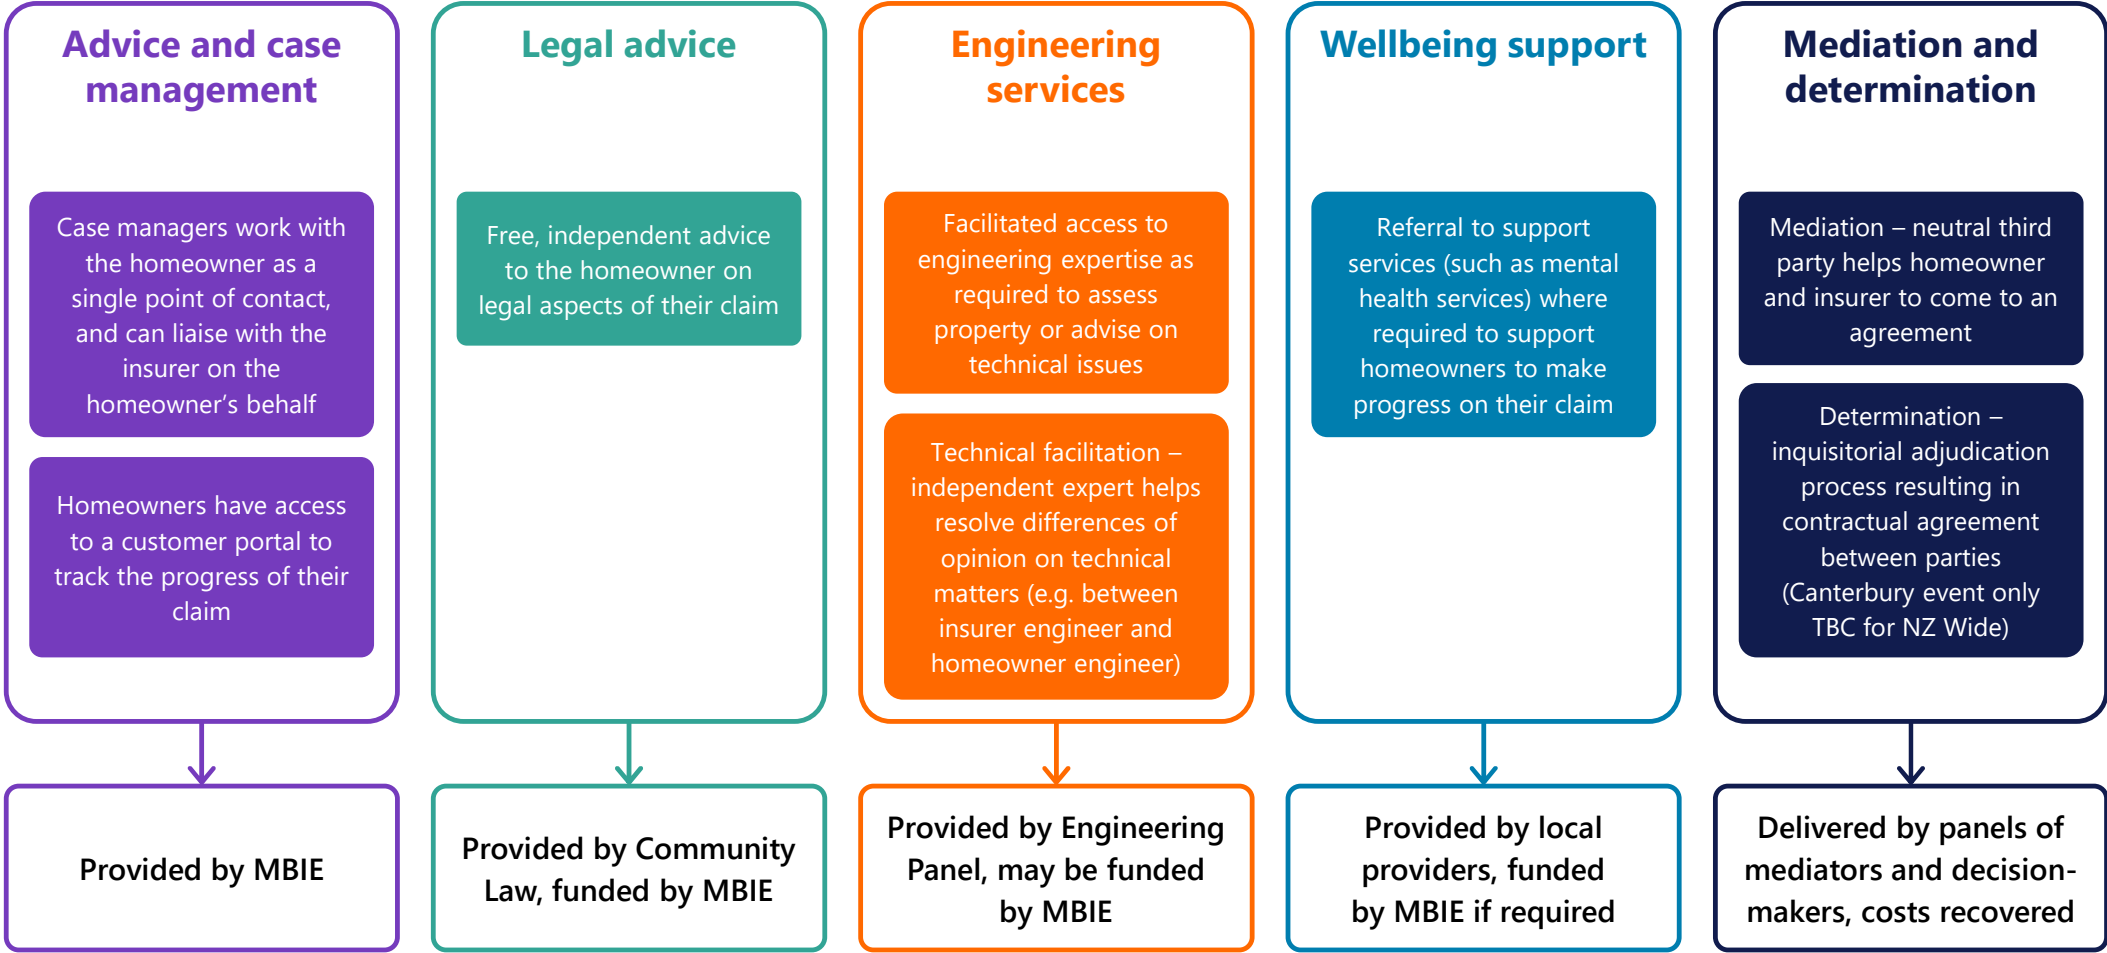 Advice and case
management
Case managers work with
the homeowner as a
single point of contact,
and can liaise with the
insurer on the
homeowner’s behalf
Homeowners have access
to a customer portal to
track the progress of their
claim
Provided by MBIE
Legal advice
Free, independent advice
to the homeowner on
legal aspects of their claim
Provided by Community
Law, funded by MBIE
Engineering
services
Facilitated access to
engineering expertise as
required to assess
property or advise on
technical issues
Technical facilitation –
independent expert helps
resolve differences of
opinion on technical
matters (e.g. between
insurer engineer and
homeowner engineer)
Provided by Engineering
Panel, may be funded
by MBIE
Wellbeing support
Referral to support
services (such as mental
health services) where
required to support
homeowners to make
progress on their claim
Provided by local
providers, funded
by MBIE if required
Mediation and
determination
Mediation – neutral third
party helps homeowner
and insurer to come to an
agreement
Determination –
inquisitorial adjudication
process resulting in
contractual agreement
between parties
(Canterbury event only
TBC for NZ Wide)
Delivered by panels of
mediators and decision-
makers, costs recovered